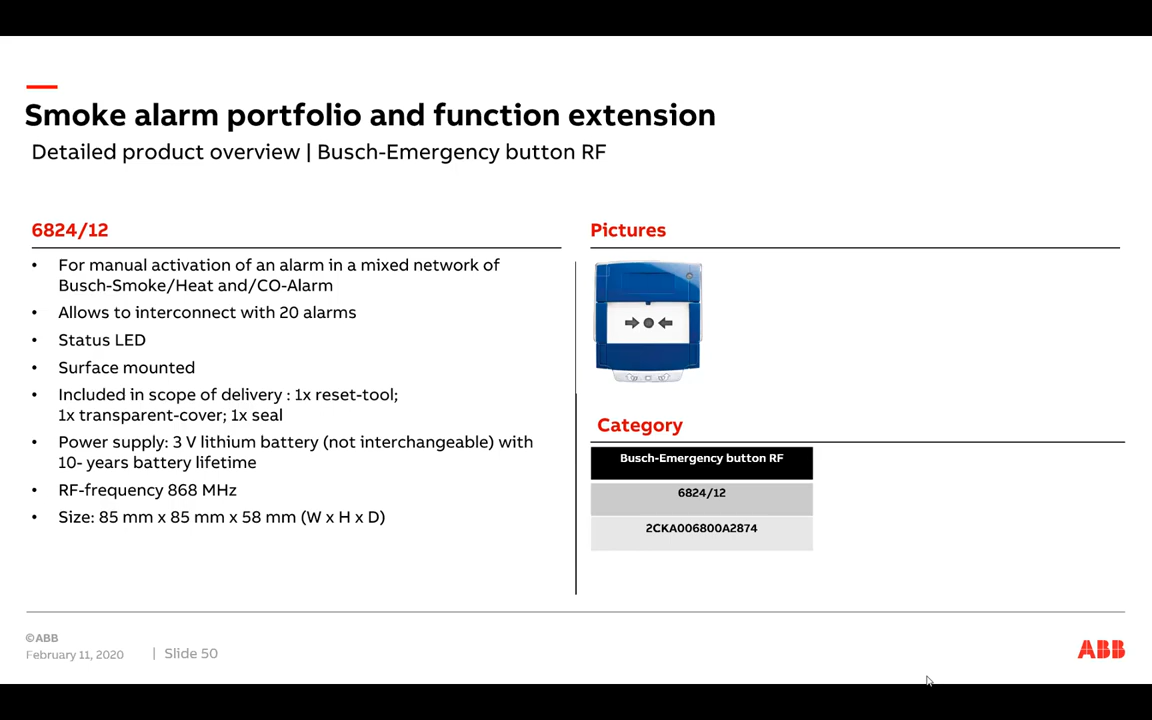 Smoke alarm portfolio and function extension
Detailed product overview | Busch-Emergency button RF
6824/12
• For manual activation of an alarm in a mixed network of
Busch-Smoke/Heat and/CO-Alarm
• Allows to interconnect with 20 alarms
• Status LED
• Surface mounted
• Included in scope of delivery : 1x reset-tool;
1x transparent-cover; 1x seal
• Power supply: 3 V lithium battery (not interchangeable) with
10- years battery lifetime
• RF-frequency 868 MHz
• Size: 85 mm x 85 mm x 58 mm (W x H x D)
Pictures
Category
Busch-Emergency button RF
6824/12
2CKA006800A2874
©ABB
February 11, 2020 | Slide 50
ABB